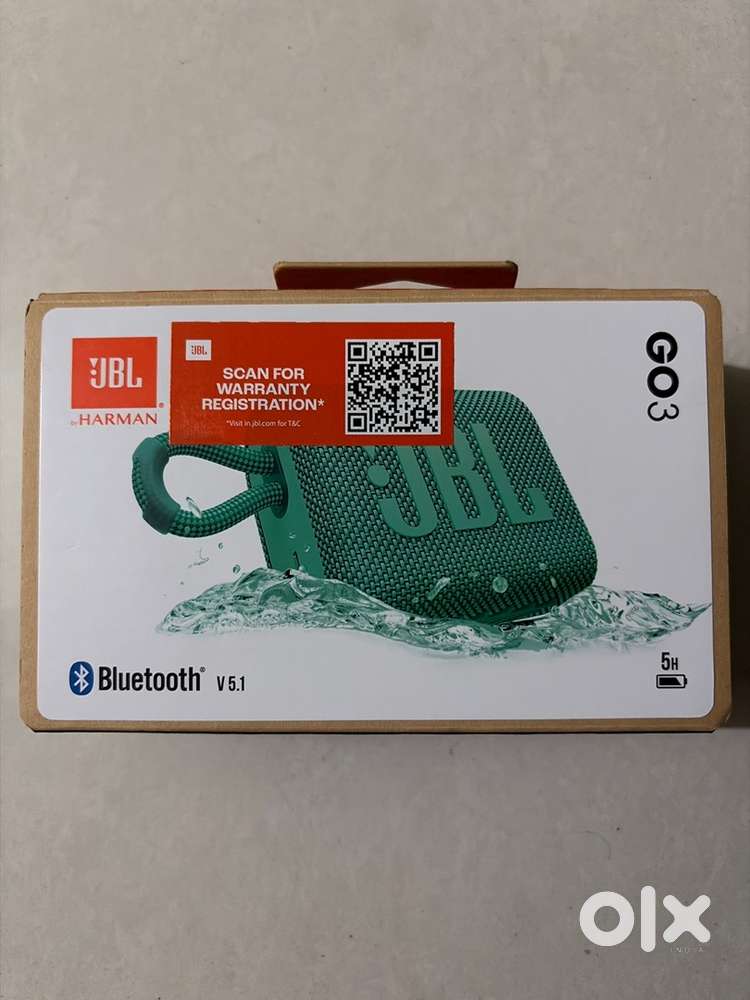 JBL
by HARMAN
JBL
SCAN FOR
WARRANTY
REGISTRATION*
*Visit in.jbl.com for T&C
GO3
JBL
Bluetooth® V 5.1
5H
olx